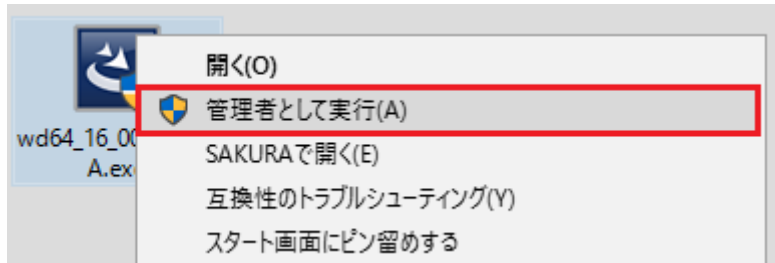 開く(O)
管理者として実行(A)
wd64_16_00
SAKURAで開く(E)
A.exe
互換性のトラブルシューティング(Y)
スタート画面にピン留めする